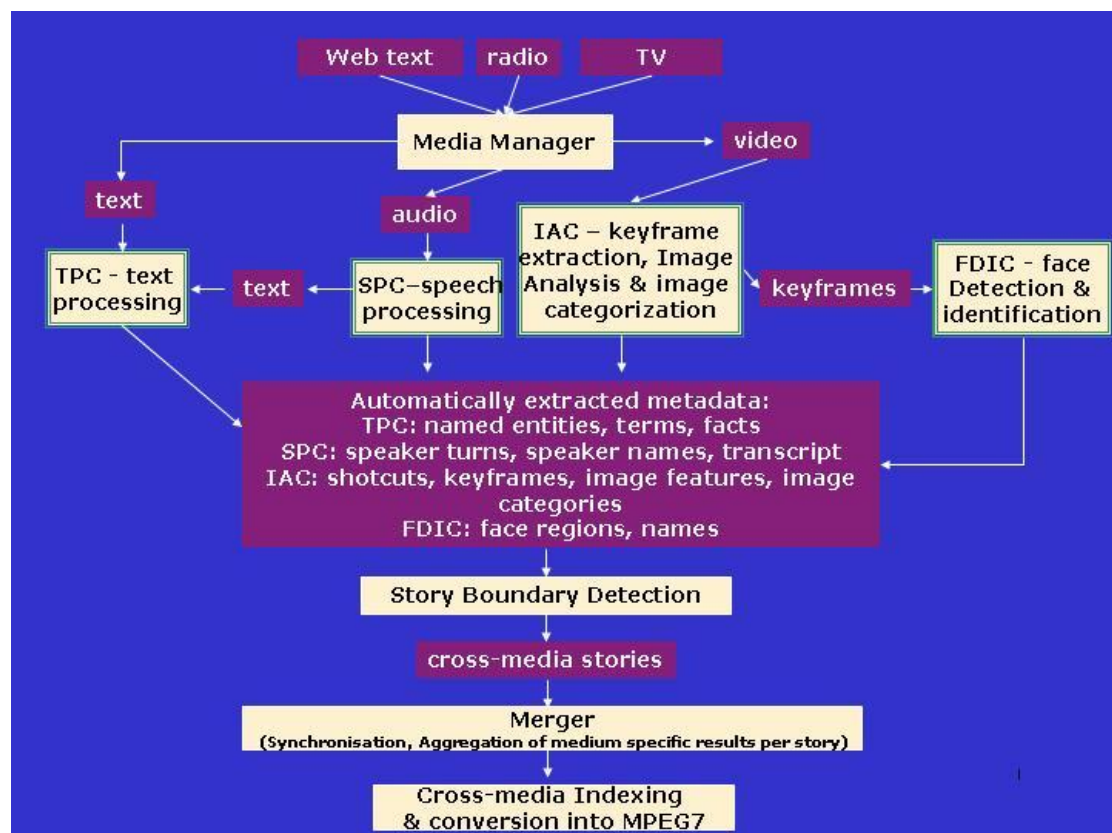 Web text
radio
TV
Media Manager
video
text
audio
TPC - text
processing
text
SPC–speech
processing
IAC – keyframe
extraction, Image
Analysis & image
categorization
keyframes
FDIC - face
Detection &
identification
Automatically extracted metadata:
TPC: named entities, terms, facts
SPC: speaker turns, speaker names, transcript
IAC: shotcuts, keyframes, image features, image
categories
FDIC: face regions, names
Story Boundary Detection
cross-media stories
Merger
(Synchronisation, Aggregation of medium specific results per story)
Cross-media Indexing
& conversion into MPEG7